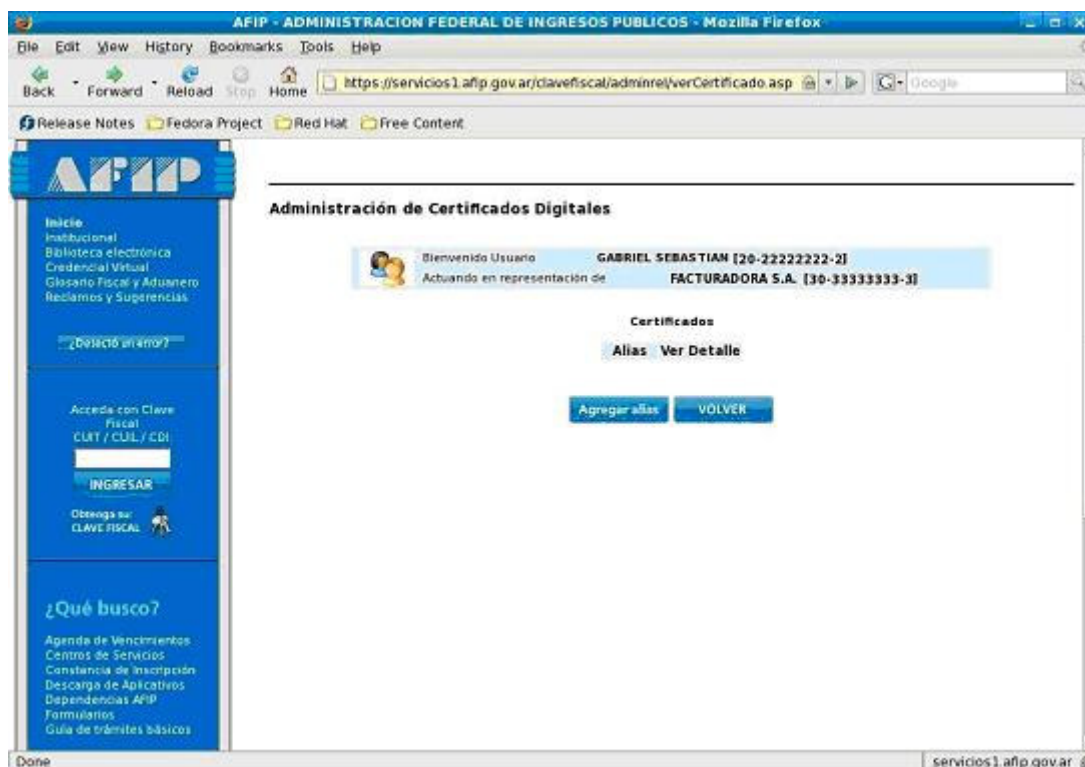 AFIP - ADMINISTRACION FEDERAL DE INGRESOS PUBLICOS - Mozilla Firefox
File Edit View History Bookmarks Tools Help
Back Forward Reload Stop Home https://servicios1.afip.gov.ar/clavefiscal/adminrel/verCertificado.asp Google
Release Notes Fedora Project Red Hat Free Content
AFIP
Inicio
Institucional
Biblioteca electrónica
Credencial Virtual
Glosario Fiscal y Aduanero
Reclamos y Sugerencias
¿Detectó un error?
Acceda con Clave
Fiscal
CUIT / CUIL / CDI
INGRESAR
Obtenga su:
CLAVE FISCAL
¿Qué busco?
Agenda de Vencimientos
Centros de Servicios
Constancia de Inscripción
Descarga de Aplicativos
Dependencias AFIP
Formularios
Guía de trámites básicos
Administración de Certificados Digitales
Bienvenido Usuario GABRIEL SEBASTIAN [20-22222222-2]
Actuando en representación de FACTURADORA S.A. [30-33333333-3]
Certificados
Alias Ver Detalle
Agregar alias VOLVER
Done servicios1.afip.gov.ar